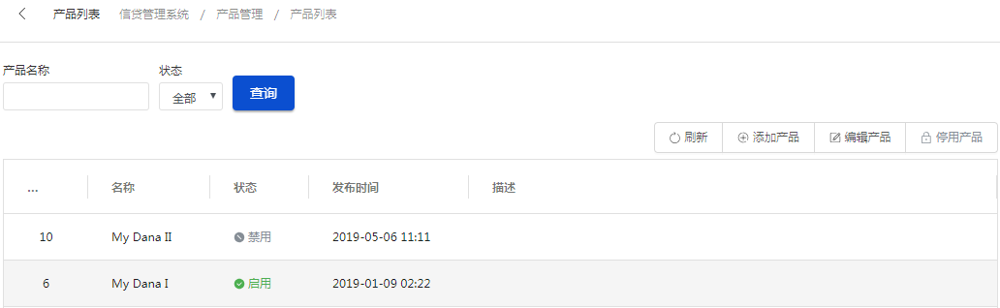 产品列表 信贷管理系统 / 产品管理 / 产品列表
产品名称 状态
全部 查询
刷新 添加产品 编辑产品 停用产品
... 名称 状态 发布时间 描述
10 My Dana II 禁用 2019-05-06 11:11
6 My Dana I 启用 2019-01-09 02:22